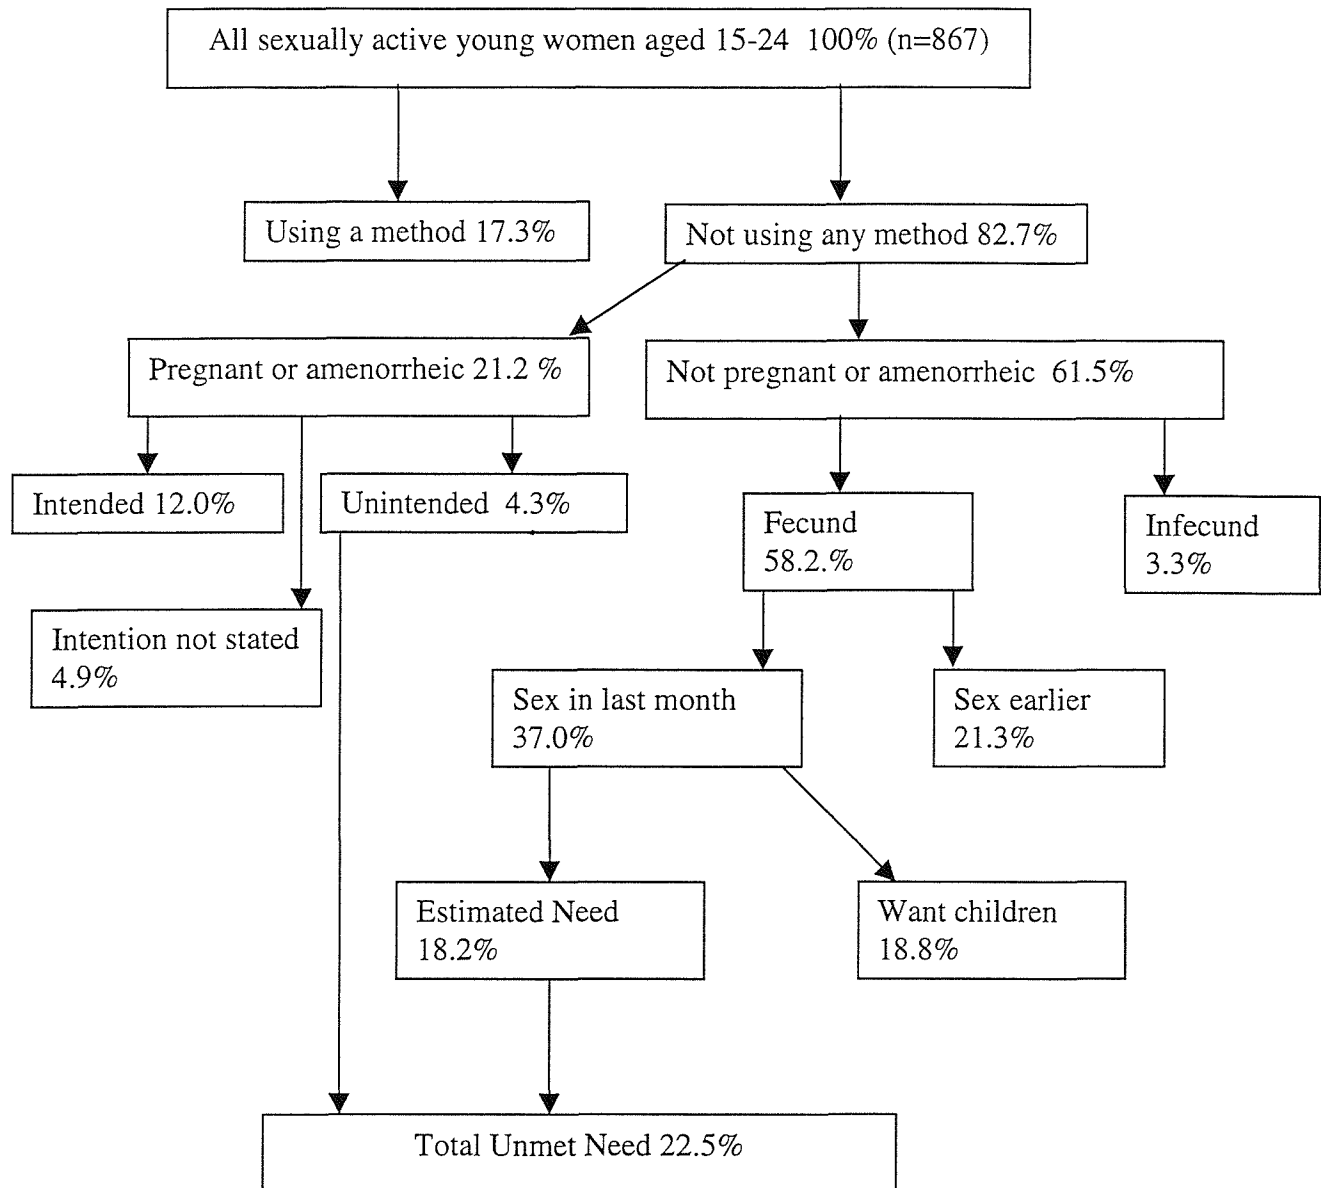 All sexually active young women aged 15-24 100% (n=867)
Using a method 17.3%
Not using any method 82.7%
Pregnant or amenorrheic 21.2 %
Not pregnant or amenorrheic 61.5%
Intended 12.0%
Unintended 4.3%
Fecund
58.2.%
Infecund
3.3%
Intention not stated
4.9%
Sex in last month
37.0%
Sex earlier
21.3%
Estimated Need
18.2%
Want children
18.8%
Total Unmet Need 22.5%